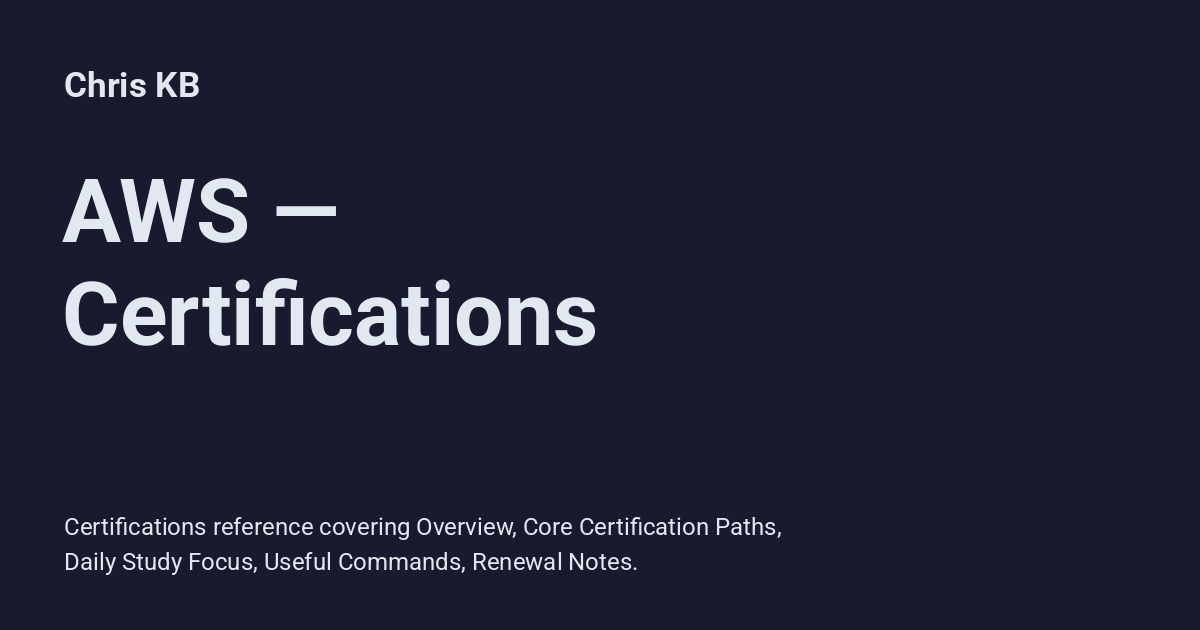 Chris KB
AWS —
Certifications
Certifications reference covering Overview, Core Certification Paths,
Daily Study Focus, Useful Commands, Renewal Notes.